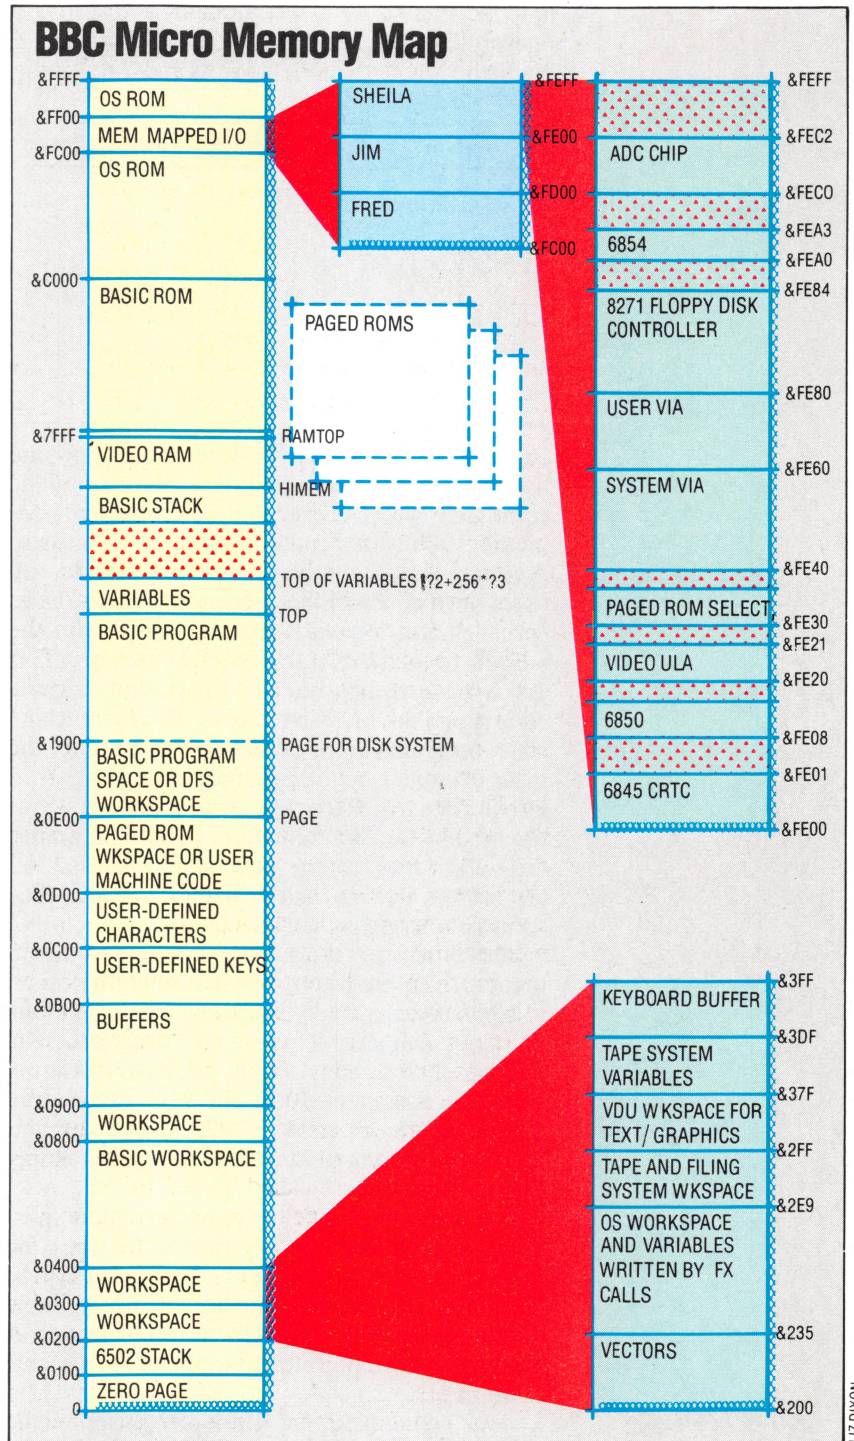 BBC Micro Memory Map
&FFFF
OS ROM
&FF00
MEM MAPPED I/O
&FC00
OS ROM
&C000
BASIC ROM
&7FFF
RAMTOP
VIDEO RAM
HIMEM
BASIC STACK
TOP OF VARIABLES !?2+256*?3
VARIABLES
TOP
BASIC PROGRAM
&1900
PAGE FOR DISK SYSTEM
BASIC PROGRAM
SPACE OR DFS
WORKSPACE
&0E00
PAGE
PAGED ROM
WKSPACE OR USER
MACHINE CODE
&0D00
USER-DEFINED
CHARACTERS
&0C00
USER-DEFINED KEYS
&0B00
BUFFERS
&0900
WORKSPACE
&0800
BASIC WORKSPACE
&0400
WORKSPACE
&0300
WORKSPACE
&0200
6502 STACK
&0100
ZERO PAGE
0
SHEILA
&FEFF
&FE00
JIM
&FD00
FRED
&FC00
PAGED ROMS
&FEFF
&FEC2
ADC CHIP
&FEC0
&FEA3
6854
&FEA0
&FE84
8271 FLOPPY DISK
CONTROLLER
&FE80
USER VIA
&FE60
SYSTEM VIA
&FE40
PAGED ROM SELECT
&FE30
&FE21
VIDEO ULA
&FE20
6850
&FE08
&FE01
6845 CRTC
&FE00
&3FF
KEYBOARD BUFFER
&3DF
TAPE SYSTEM
VARIABLES
&37F
VDU WKSPACE FOR
TEXT/GRAPHICS
&2FF
TAPE AND FILING
SYSTEM WKSPACE
&2E9
OS WORKSPACE
AND VARIABLES
WRITTEN BY FX
CALLS
&235
VECTORS
&200
LIZ DIXON